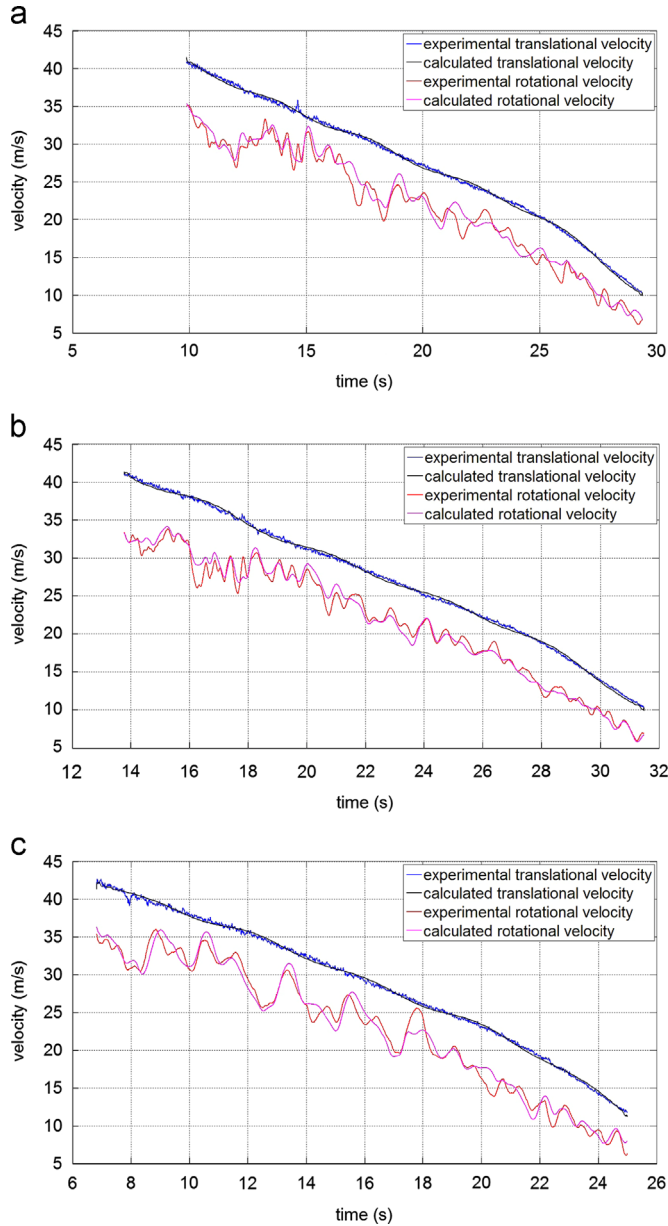 a
45
40
35
30
25
20
15
10
5
velocity (m/s)
experimental translational velocity
calculated translational velocity
experimental rotational velocity
calculated rotational velocity
5 10 15 20 25 30
time (s)
b
45
40
35
30
25
20
15
10
5
velocity (m/s)
experimental translational velocity
calculated translational velocity
experimental rotational velocity
calculated rotational velocity
12 14 16 18 20 22 24 26 28 30 32
time (s)
c
45
40
35
30
25
20
15
10
5
velocity (m/s)
experimental translational velocity
calculated translational velocity
experimental rotational velocity
calculated rotational velocity
6 8 10 12 14 16 18 20 22 24 26
time (s)